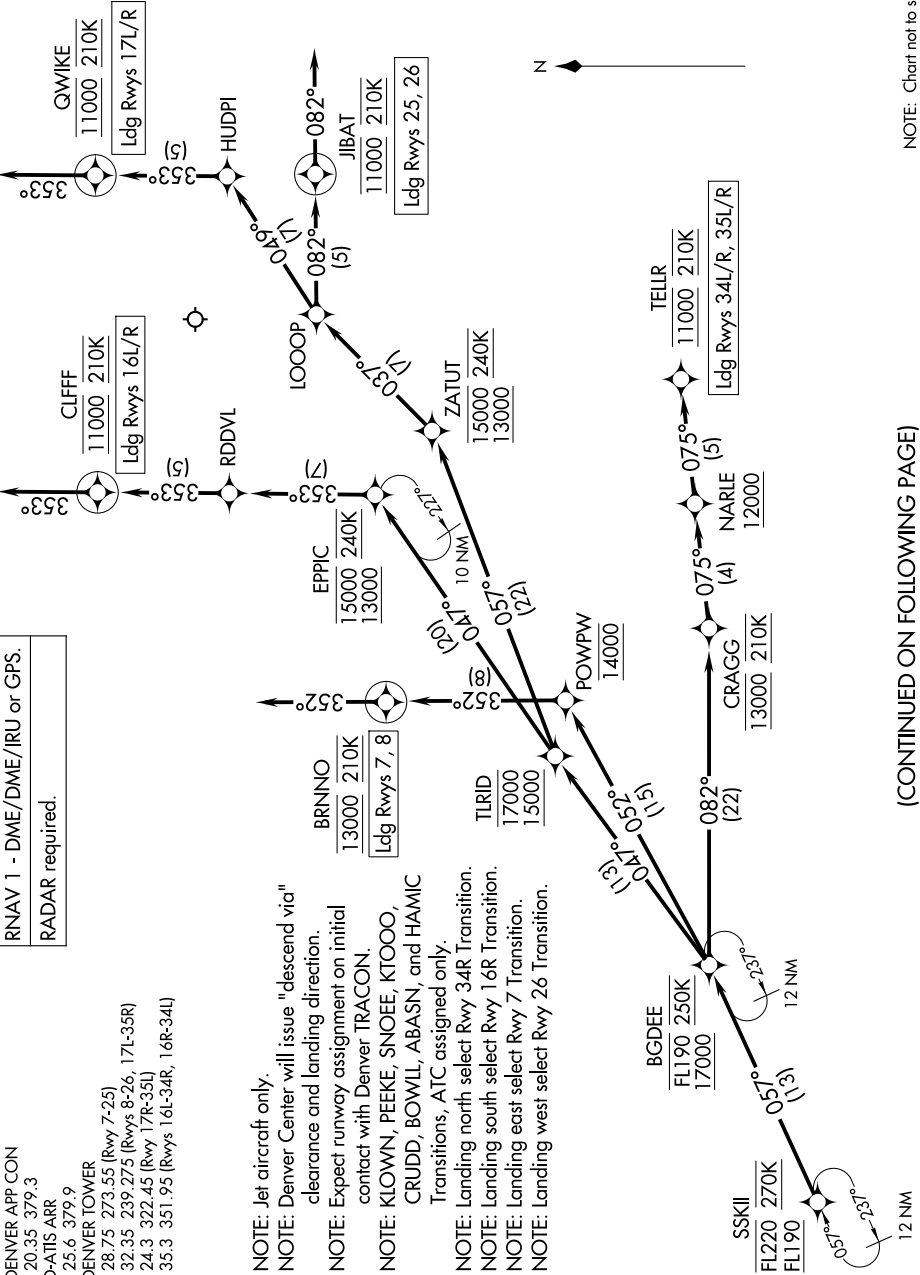 RNAV 1 - DME/DME/IRU or GPS.
RADAR required.
DENVER APP CON
20.35 379.3
D-ATIS ARR
25.6 379.9
DENVER TOWER
28.75 273.55 (Rwy 7-25)
32.35 239.275 (Rwys 8-26, 17L-35R)
24.3 322.45 (Rwy 17R-35L)
35.3 351.95 (Rwys 16L-34R, 16R-34L)
NOTE: Jet aircraft only.
NOTE: Denver Center will issue "descend via"
clearance and landing direction.
NOTE: Expect runway assignment on initial
contact with Denver TRACON.
NOTE: KLOWN, PEEKE, SNOEE, KTOOO,
CRUDD, BOWLL, ABASN, and HAMIC
Transitions, ATC assigned only.
NOTE: Landing north select Rwy 34R Transition.
NOTE: Landing south select Rwy 16R Transition.
NOTE: Landing east select Rwy 7 Transition.
NOTE: Landing west select Rwy 26 Transition.
353°
CLFFF
11000 210K
Ldg Rwys 16L/R
353°
(5)
RDDVL
353°
(7)
EPPIC
15000 240K
13000
227°
10 NM
353°
QWIKE
11000 210K
Ldg Rwys 17L/R
353°
(5)
HUDPI
049°
(7)
LOOOP
082°
(5)
082°
JIBAT
11000 210K
Ldg Rwys 25, 26
037°
(7)
ZATUT
15000 240K
13000
N
352°
BRNNO
13000 210K
Ldg Rwys 7, 8
352°
(8)
POWPW
14000
047°
(20)
057°
(22)
TLRID
17000
15000
047°
(13)
052°
(15)
TELLR
11000 210K
Ldg Rwys 34L/R, 35L/R
075°
(5)
NARLE
12000
075°
(4)
CRAGG
13000 210K
082°
(22)
BGDEE
FL190 250K
17000
237°
12 NM
057°
(13)
SSKII
FL220 270K
FL190
057°
237°
12 NM
(CONTINUED ON FOLLOWING PAGE)
NOTE: Chart not to s